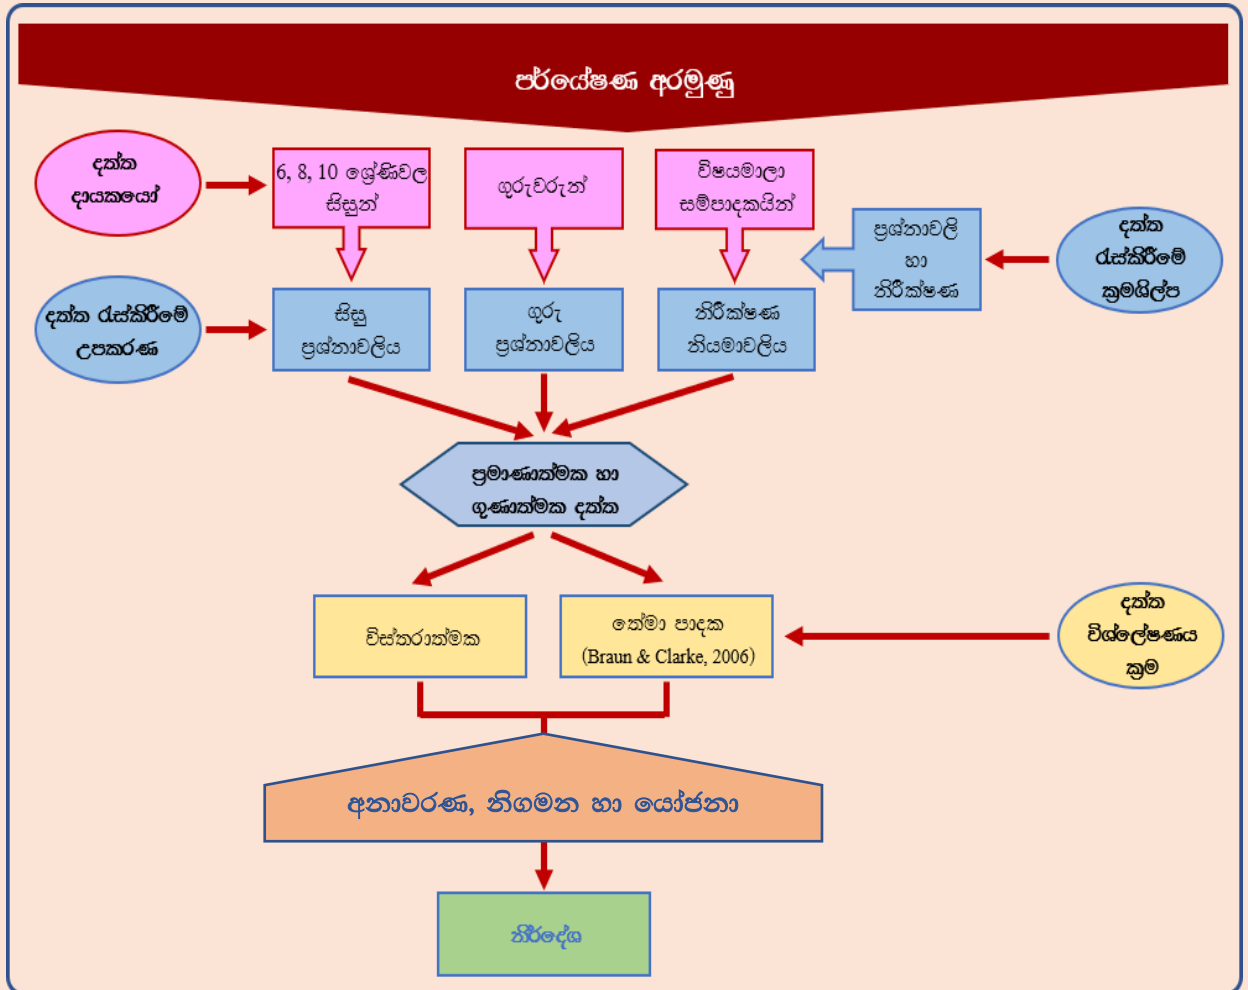 පර්යේෂණ අරමුණු
දත්ත
දායකයෝ
6, 8, 10 ශ්‍රේණිවල
සිසුන්
ගුරුවරුන්
විෂයමාලා
සම්පාදකයින්
ප්‍රශ්නාවලි
හා
නිරීක්ෂණ
දත්ත
රැස්කිරීමේ
ක්‍රමශිල්ප
දත්ත රැස්කිරීමේ
උපකරණ
සිසු
ප්‍රශ්නාවලිය
ගුරු
ප්‍රශ්නාවලිය
නිරීක්ෂණ
නියමාවලිය
ප්‍රමාණාත්මක හා
ගුණාත්මක දත්ත
විස්තරාත්මක
තේමා පාදක
(Braun & Clarke, 2006)
දත්ත
විශ්ලේෂණය
ක්‍රම
අනාවරණ, නිගමන හා යෝජනා
නිර්දේශ